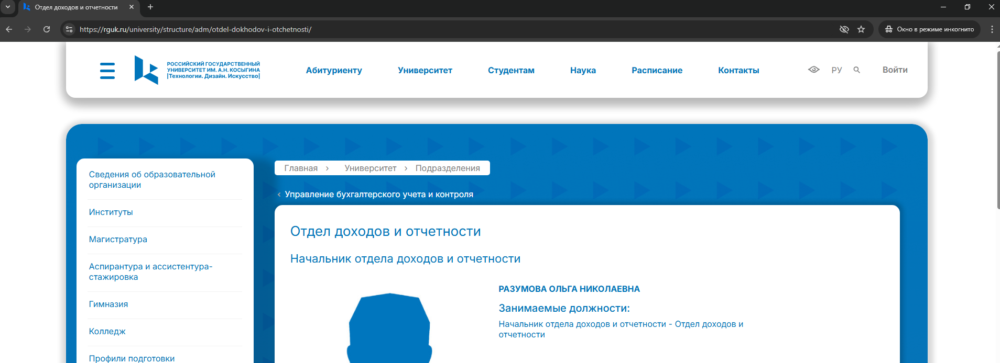 Отдел доходов и отчетности
https://rguk.ru/university/structure/adm/otdel-dokhodov-i-otchetnosti/
Окно в режиме инкогнито
РОССИЙСКИЙ ГОСУДАРСТВЕННЫЙ
УНИВЕРСИТЕТ ИМ. А.Н. КОСЫГИНА
|Технологии. Дизайн. Искусство|
Абитуриенту
Университет
Студентам
Наука
Расписание
Контакты
РУ
Войти
Сведения об образовательной
организации
Институты
Магистратура
Аспирантура и ассистентура-
стажировка
Гимназия
Колледж
Профили подготовки
Главная › Университет › Подразделения
‹ Управление бухгалтерского учета и контроля
Отдел доходов и отчетности
Начальник отдела доходов и отчетности
РАЗУМОВА ОЛЬГА НИКОЛАЕВНА
Занимаемые должности:
Начальник отдела доходов и отчетности - Отдел доходов и
отчетности